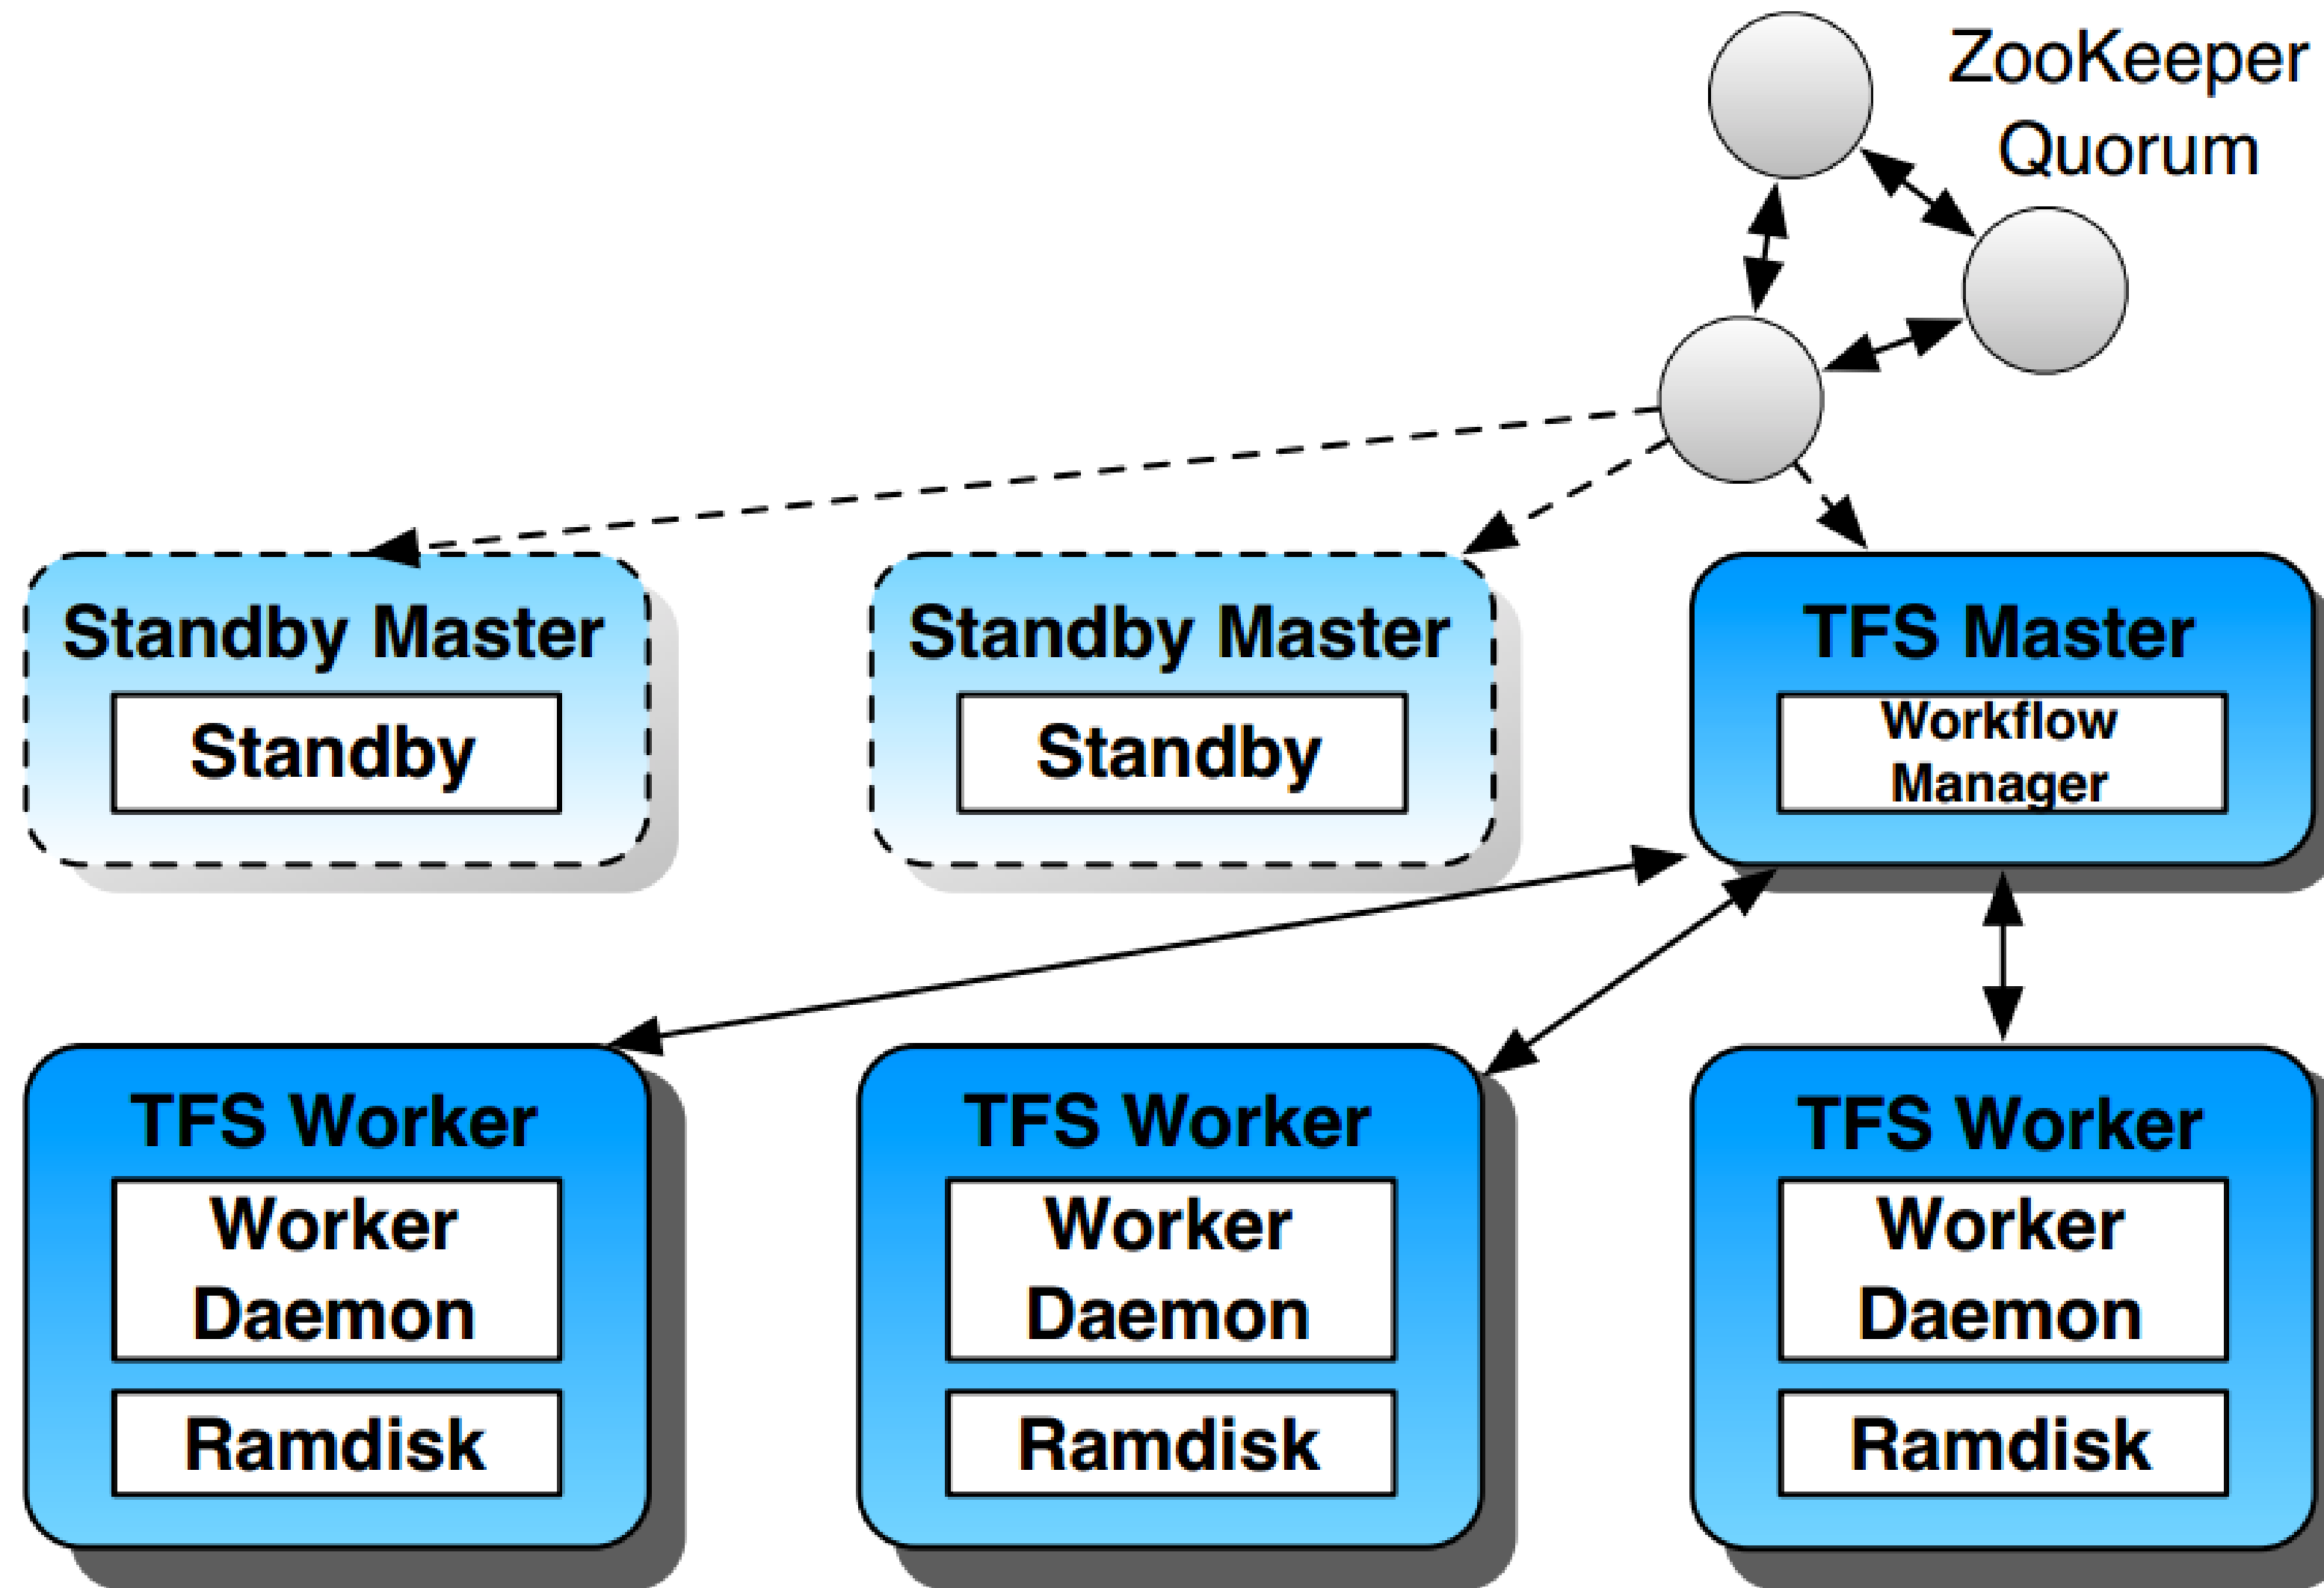 ZooKeeper
Quorum
Standby Master
Standby
Standby Master
Standby
TFS Master
Workflow
Manager
TFS Worker
Worker
Daemon
Ramdisk
TFS Worker
Worker
Daemon
Ramdisk
TFS Worker
Worker
Daemon
Ramdisk